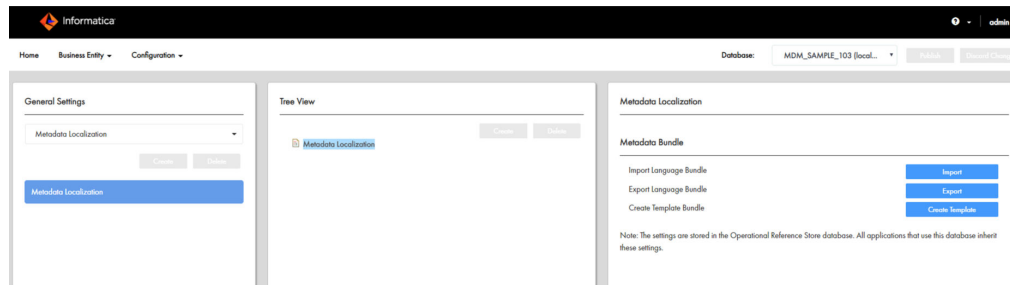 Informatica
admin
Home Business Entity Configuration
Database: MDM_SAMPLE_103 (local... Publish Discard Chang
General Settings
Metadata Localization
Create Delete
Metadata Localization
Tree View
Create Delete
Metadata Localization
Metadata Localization
Metadata Bundle
Import Language Bundle Import
Export Language Bundle Export
Create Template Bundle Create Template
Note: The settings are stored in the Operational Reference Store database. All applications that use this database inherit
these settings.